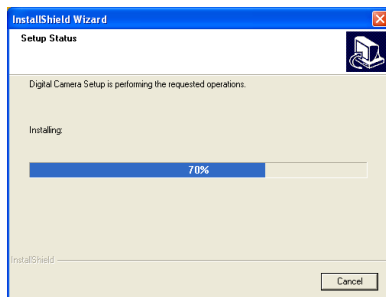 InstallShield Wizard
Setup Status
Digital Camera Setup is performing the requested operations.
Installing:
70%
InstallShield
Cancel